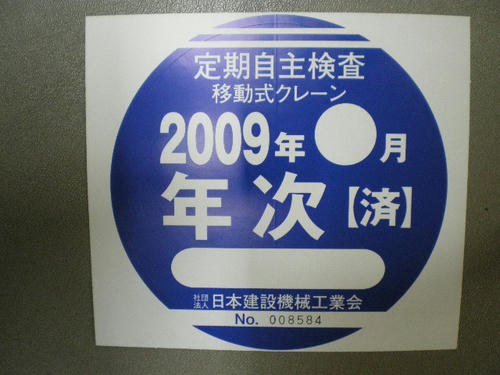 定期自主検査
移動式クレーン
2009年 月
年次【済】
社団法人 日本建設機械工業会
No. 008584